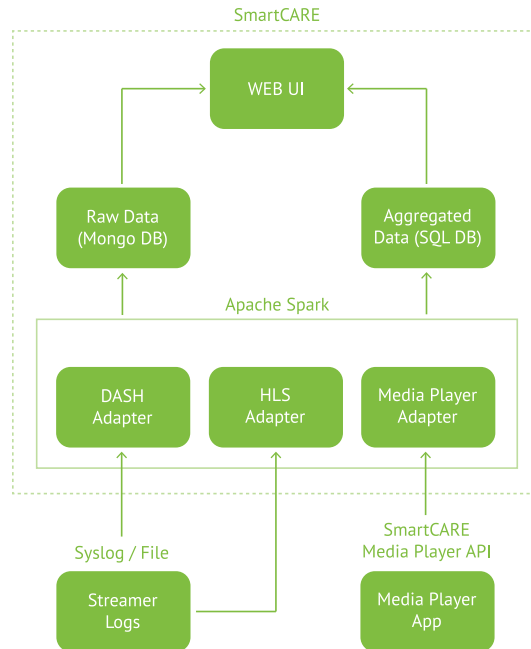 SmartCARE
WEB UI
Raw Data
(Mongo DB)
Aggregated
Data (SQL DB)
Apache Spark
DASH
Adapter
HLS
Adapter
Media Player
Adapter
Syslog / File
SmartCARE
Media Player API
Streamer
Logs
Media Player
App